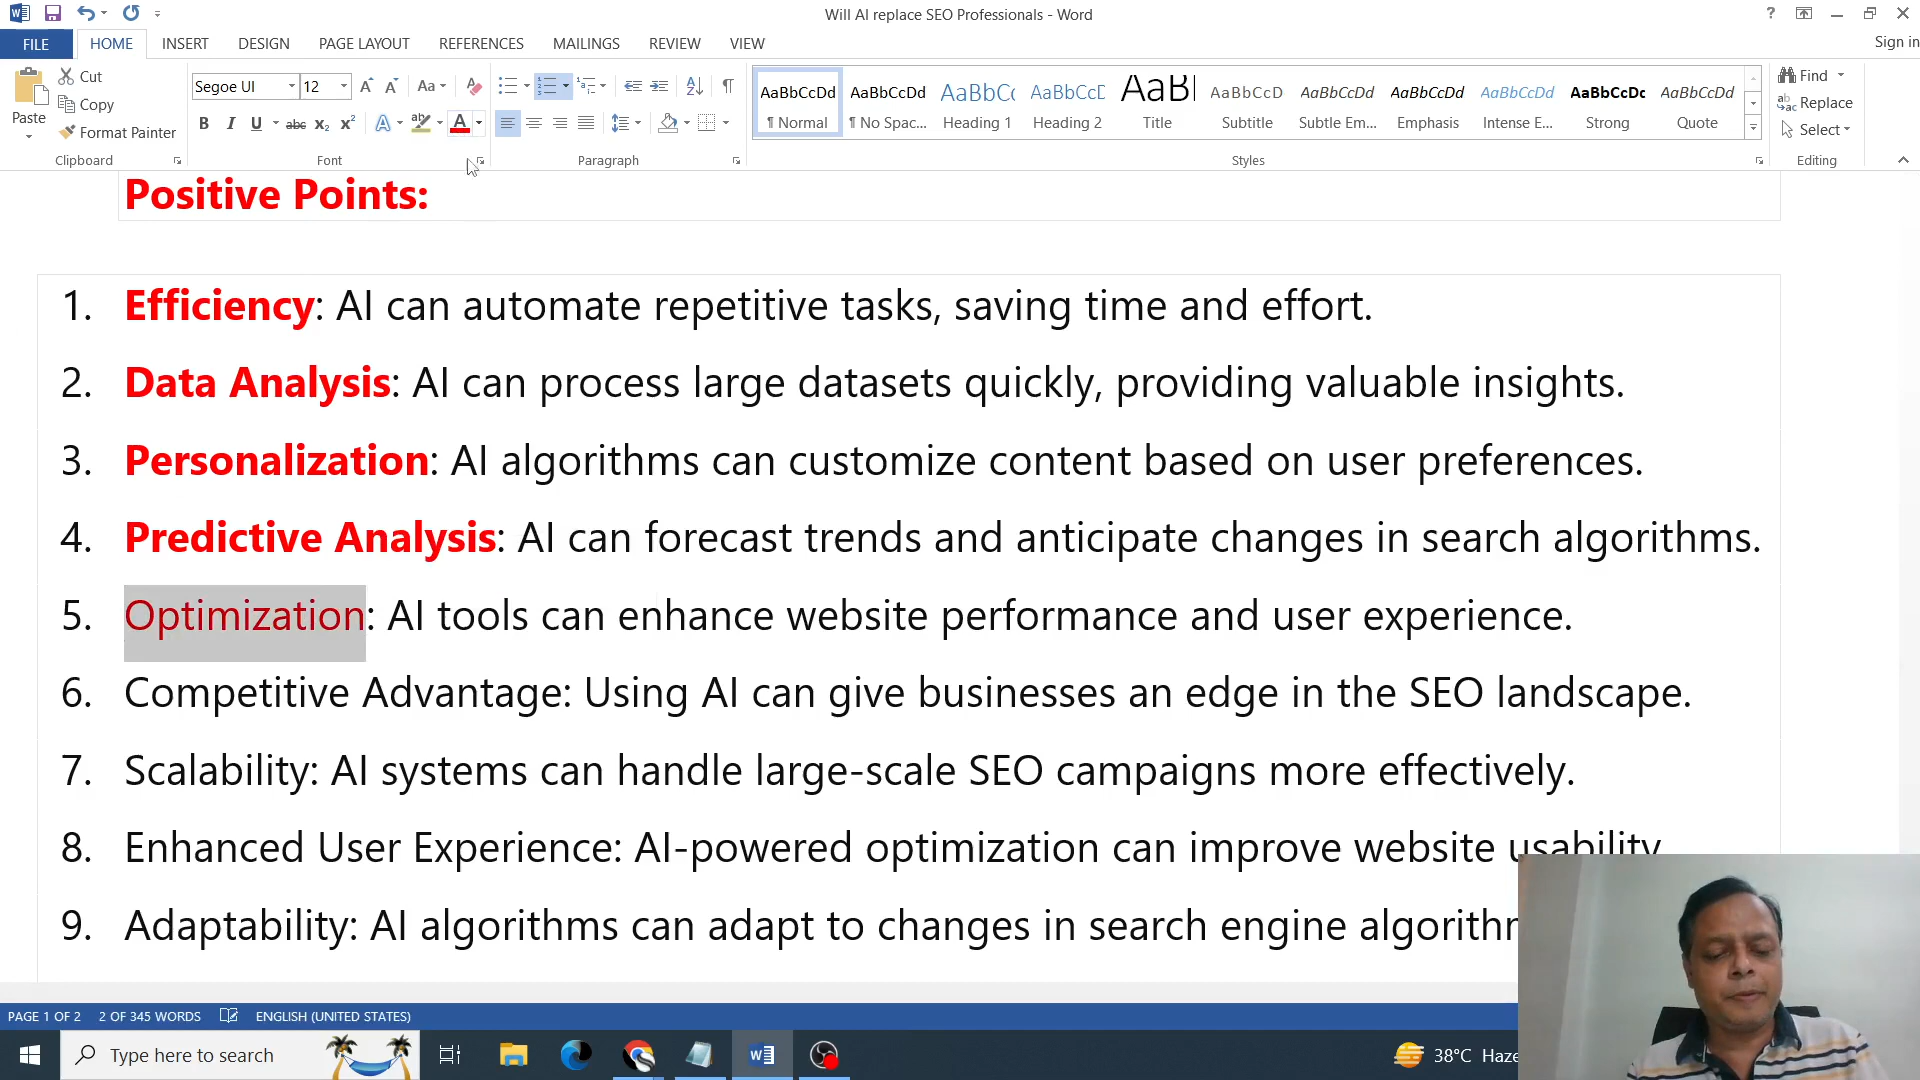 Will AI replace SEO Professionals - Word
?
Sign in
FILE HOME INSERT DESIGN PAGE LAYOUT REFERENCES MAILINGS REVIEW VIEW
Paste
Cut
Copy
Format Painter
Clipboard
Segoe UI 12
Aa
B I U abc X₂ X² A A
Font
Paragraph
AaBbCcDd AaBbCcDd AaBbCc AaBbCcE AaBl AaBbCcD AaBbCcDd AaBbCcDd AaBbCcDd AaBbCcDc AaBbCcDd
¶ Normal ¶ No Spac... Heading 1 Heading 2 Title Subtitle Subtle Em... Emphasis Intense E... Strong Quote
Styles
Find
Replace
Select
Editing
Positive Points:
1. Efficiency: AI can automate repetitive tasks, saving time and effort.
2. Data Analysis: AI can process large datasets quickly, providing valuable insights.
3. Personalization: AI algorithms can customize content based on user preferences.
4. Predictive Analysis: AI can forecast trends and anticipate changes in search algorithms.
5. Optimization: AI tools can enhance website performance and user experience.
6. Competitive Advantage: Using AI can give businesses an edge in the SEO landscape.
7. Scalability: AI systems can handle large-scale SEO campaigns more effectively.
8. Enhanced User Experience: AI-powered optimization can improve website usability
9. Adaptability: AI algorithms can adapt to changes in search engine
PAGE 1 OF 2 2 OF 345 WORDS ENGLISH (UNITED STATES)
Type here to search
38°C Haze